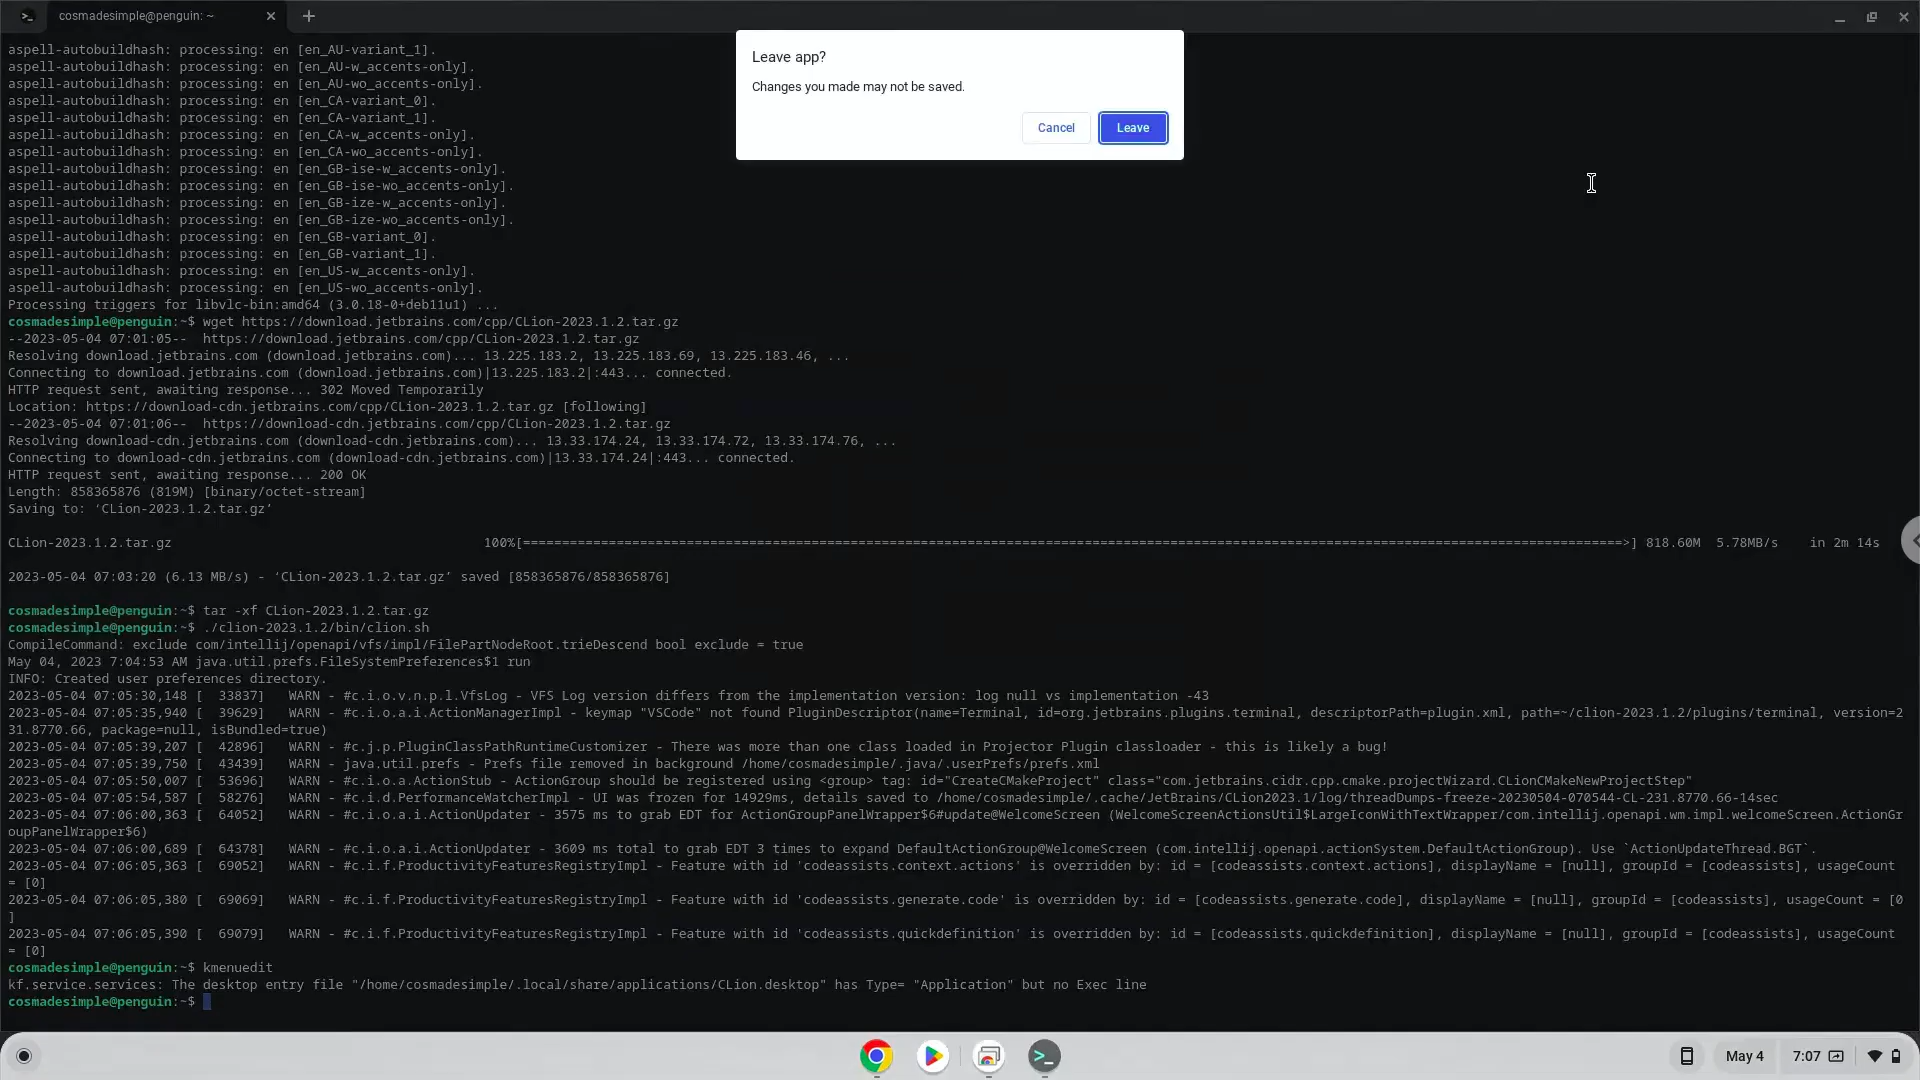 cosmadesimple@penguin: ~
aspell-autobuildhash: processing: en [en_AU-variant_1].
aspell-autobuildhash: processing: en [en_AU-w_accents-only].
aspell-autobuildhash: processing: en [en_AU-wo_accents-only].
aspell-autobuildhash: processing: en [en_CA-variant_0].
aspell-autobuildhash: processing: en [en_CA-variant_1].
aspell-autobuildhash: processing: en [en_CA-w_accents-only].
aspell-autobuildhash: processing: en [en_CA-wo_accents-only].
aspell-autobuildhash: processing: en [en_GB-ise-w_accents-only].
aspell-autobuildhash: processing: en [en_GB-ise-wo_accents-only].
aspell-autobuildhash: processing: en [en_GB-ize-w_accents-only].
aspell-autobuildhash: processing: en [en_GB-ize-wo_accents-only].
aspell-autobuildhash: processing: en [en_GB-variant_0].
aspell-autobuildhash: processing: en [en_GB-variant_1].
aspell-autobuildhash: processing: en [en_US-w_accents-only].
aspell-autobuildhash: processing: en [en_US-wo_accents-only].
Processing triggers for libvlc-bin:amd64 (3.0.18-0+deb11u1) ...
cosmadesimple@penguin:~$ wget https://download.jetbrains.com/cpp/CLion-2023.1.2.tar.gz
--2023-05-04 07:01:05--  https://download.jetbrains.com/cpp/CLion-2023.1.2.tar.gz
Resolving download.jetbrains.com (download.jetbrains.com)... 13.225.183.2, 13.225.183.69, 13.225.183.46, ...
Connecting to download.jetbrains.com (download.jetbrains.com)|13.225.183.2|:443... connected.
HTTP request sent, awaiting response... 302 Moved Temporarily
Location: https://download-cdn.jetbrains.com/cpp/CLion-2023.1.2.tar.gz [following]
--2023-05-04 07:01:06--  https://download-cdn.jetbrains.com/cpp/CLion-2023.1.2.tar.gz
Resolving download-cdn.jetbrains.com (download-cdn.jetbrains.com)... 13.33.174.24, 13.33.174.72, 13.33.174.76, ...
Connecting to download-cdn.jetbrains.com (download-cdn.jetbrains.com)|13.33.174.24|:443... connected.
HTTP request sent, awaiting response... 200 OK
Length: 858365876 (819M) [binary/octet-stream]
Saving to: ‘CLion-2023.1.2.tar.gz’
CLion-2023.1.2.tar.gz 100%[=====================================================>] 818.60M 5.78MB/s in 2m 14s
2023-05-04 07:03:20 (6.13 MB/s) - ‘CLion-2023.1.2.tar.gz’ saved [858365876/858365876]
cosmadesimple@penguin:~$ tar -xf CLion-2023.1.2.tar.gz
cosmadesimple@penguin:~$ ./clion-2023.1.2/bin/clion.sh
CompileCommand: exclude com/intellij/openapi/vfs/impl/FilePartNodeRoot.trieDescend bool exclude = true
May 04, 2023 7:04:53 AM java.util.prefs.FileSystemPreferences$1 run
INFO: Created user preferences directory.
2023-05-04 07:05:30,148 [  33837]   WARN - #c.i.o.v.n.p.l.VfsLog - VFS Log version differs from the implementation version: log null vs implementation -43
2023-05-04 07:05:35,940 [  39629]   WARN - #c.i.o.a.i.ActionManagerImpl - keymap "VSCode" not found PluginDescriptor(name=Terminal, id=org.jetbrains.plugins.terminal, descriptorPath=plugin.xml, path=~/clion-2023.1.2/plugins/terminal, version=2
31.8770.66, package=null, isBundled=true)
2023-05-04 07:05:39,207 [  42896]   WARN - #c.j.p.PluginClassPathRuntimeCustomizer - There was more than one class loaded in Projector Plugin classloader - this is likely a bug!
2023-05-04 07:05:39,750 [  43439]   WARN - java.util.prefs - Prefs file removed in background /home/cosmadesimple/.java/.userPrefs/prefs.xml
2023-05-04 07:05:50,007 [  53696]   WARN - #c.i.o.a.ActionStub - ActionGroup should be registered using <group> tag: id="CreateCMakeProject" class="com.jetbrains.cidr.cpp.cmake.projectWizard.CLionCMakeNewProjectStep"
2023-05-04 07:05:54,587 [  58276]   WARN - #c.i.d.PerformanceWatcherImpl - UI was frozen for 14929ms, details saved to /home/cosmadesimple/.cache/JetBrains/CLion2023.1/log/threadDumps-freeze-20230504-070544-CL-231.8770.66-14sec
2023-05-04 07:06:00,363 [  64052]   WARN - #c.i.o.a.i.ActionUpdater - 3575 ms to grab EDT for ActionGroupPanelWrapper$6#update@WelcomeScreen (WelcomeScreenActionsUtil$LargeIconWithTextWrapper/com.intellij.openapi.wm.impl.welcomeScreen.ActionGr
oupPanelWrapper$6)
2023-05-04 07:06:00,689 [  64378]   WARN - #c.i.o.a.i.ActionUpdater - 3609 ms total to grab EDT 3 times to expand DefaultActionGroup@WelcomeScreen (com.intellij.openapi.actionSystem.DefaultActionGroup). Use `ActionUpdateThread.BGT`.
2023-05-04 07:06:05,363 [  69052]   WARN - #c.i.f.ProductivityFeaturesRegistryImpl - Feature with id 'codeassists.context.actions' is overridden by: id = [codeassists.context.actions], displayName = [null], groupId = [codeassists], usageCount
= [0]
2023-05-04 07:06:05,380 [  69069]   WARN - #c.i.f.ProductivityFeaturesRegistryImpl - Feature with id 'codeassists.generate.code' is overridden by: id = [codeassists.generate.code], displayName = [null], groupId = [codeassists], usageCount = [0
]
2023-05-04 07:06:05,390 [  69079]   WARN - #c.i.f.ProductivityFeaturesRegistryImpl - Feature with id 'codeassists.quickdefinition' is overridden by: id = [codeassists.quickdefinition], displayName = [null], groupId = [codeassists], usageCount
= [0]
cosmadesimple@penguin:~$ kmenuedit
kf.service.services: The desktop entry file "/home/cosmadesimple/.local/share/applications/CLion.desktop" has Type= "Application" but no Exec line
cosmadesimple@penguin:~$
Leave app?
Changes you made may not be saved.
Cancel
Leave
May 4
7:07